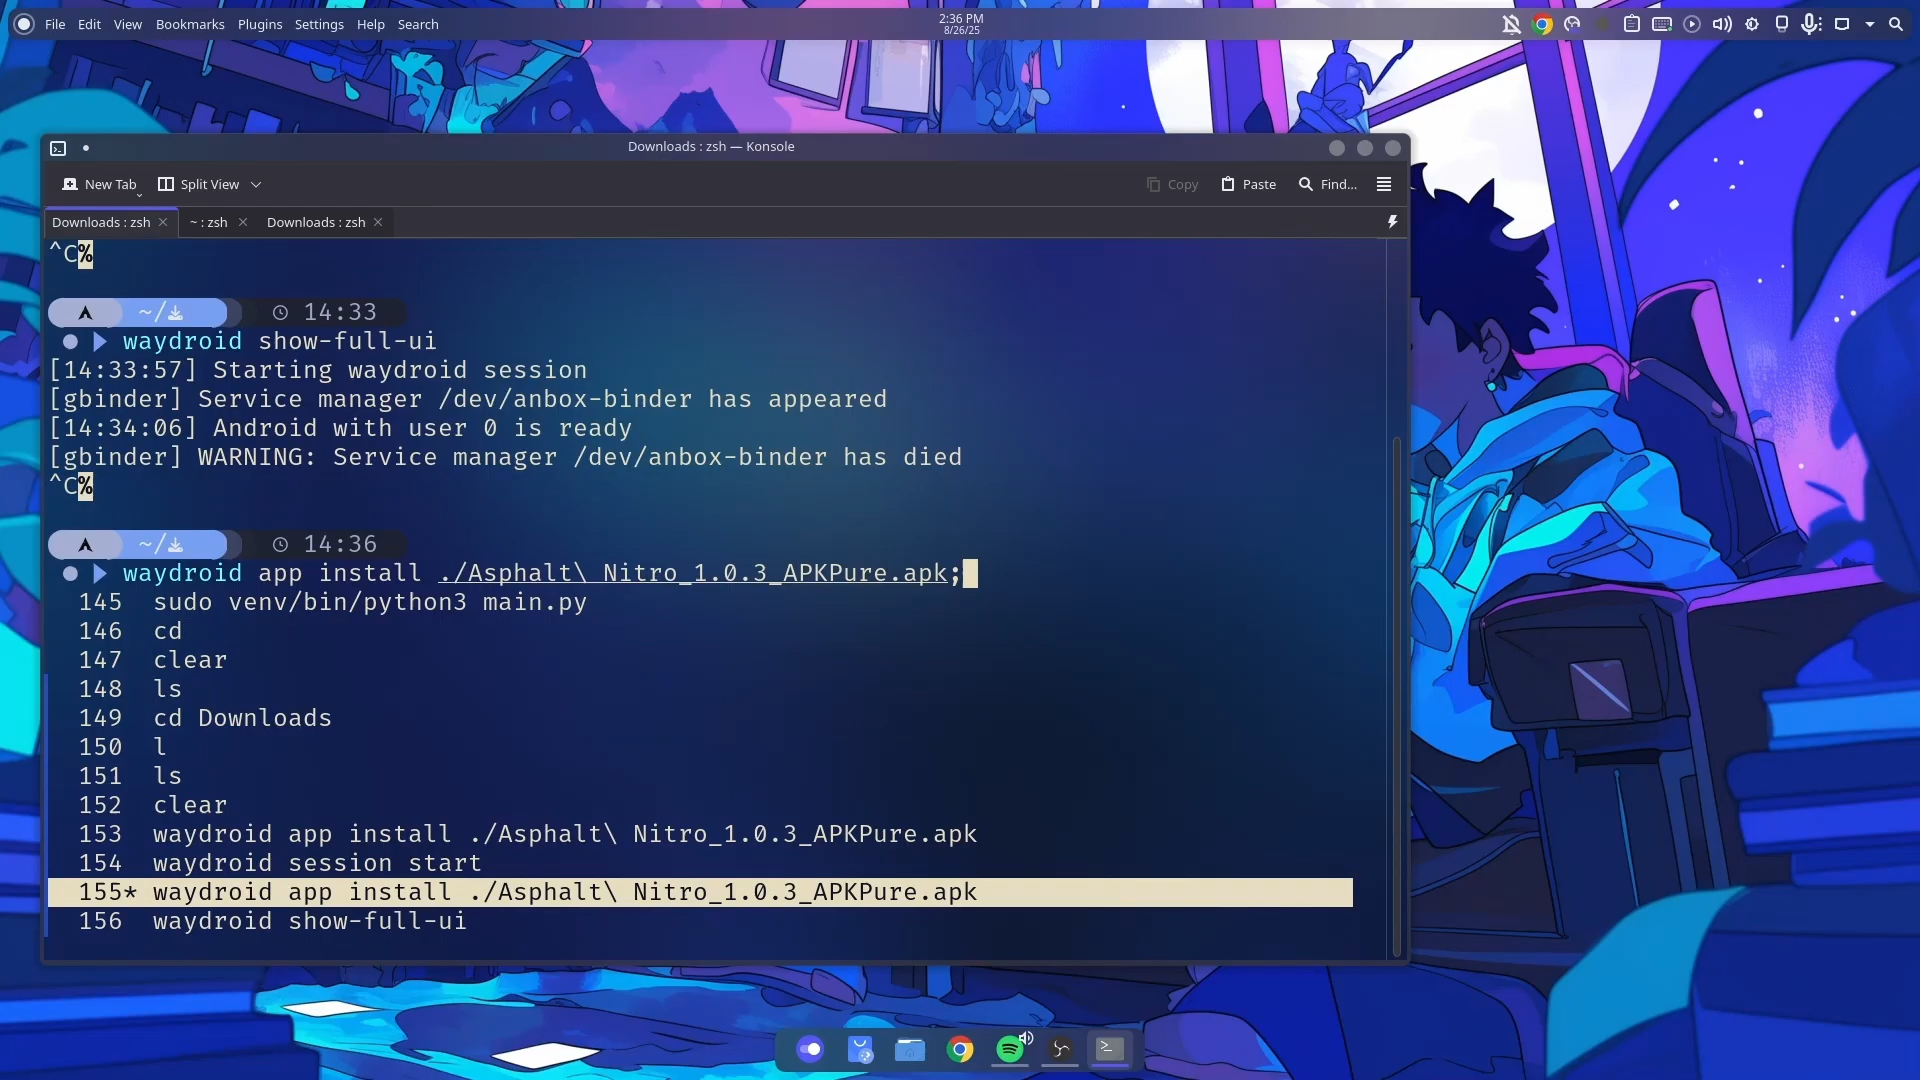 File Edit View Bookmarks Plugins Settings Help Search
2:36 PM
8/26/25
Downloads : zsh — Konsole
New Tab Split View Copy Paste Find...
Downloads : zsh ~ : zsh Downloads : zsh
^C%
~/ 14:33
waydroid show-full-ui
[14:33:57] Starting waydroid session
[gbinder] Service manager /dev/anbox-binder has appeared
[14:34:06] Android with user 0 is ready
[gbinder] WARNING: Service manager /dev/anbox-binder has died
^C%
~/ 14:36
waydroid app install ./Asphalt\ Nitro_1.0.3_APKPure.apk;
145 sudo venv/bin/python3 main.py
146 cd
147 clear
148 ls
149 cd Downloads
150 l
151 ls
152 clear
153 waydroid app install ./Asphalt\ Nitro_1.0.3_APKPure.apk
154 waydroid session start
155* waydroid app install ./Asphalt\ Nitro_1.0.3_APKPure.apk
156 waydroid show-full-ui